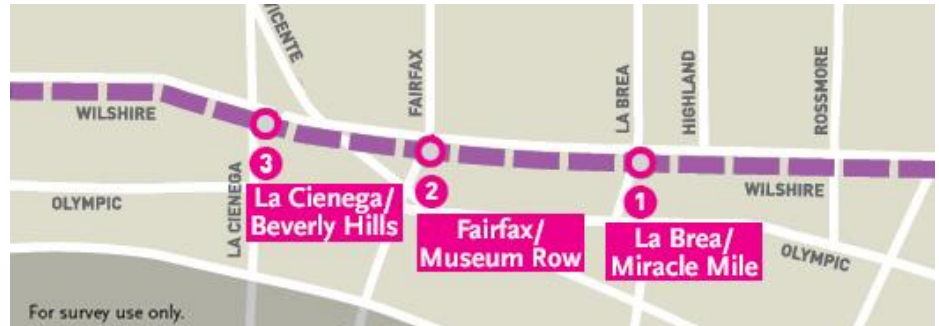 VICENTE
FAIRFAX
LA BREA
HIGHLAND
ROSSMORE
WILSHIRE
3
La Cienega/
Beverly Hills
2
Fairfax/
Museum Row
1
La Brea/
Miracle Mile
WILSHIRE
OLYMPIC
LA CIENEGA
OLYMPIC
For survey use only.